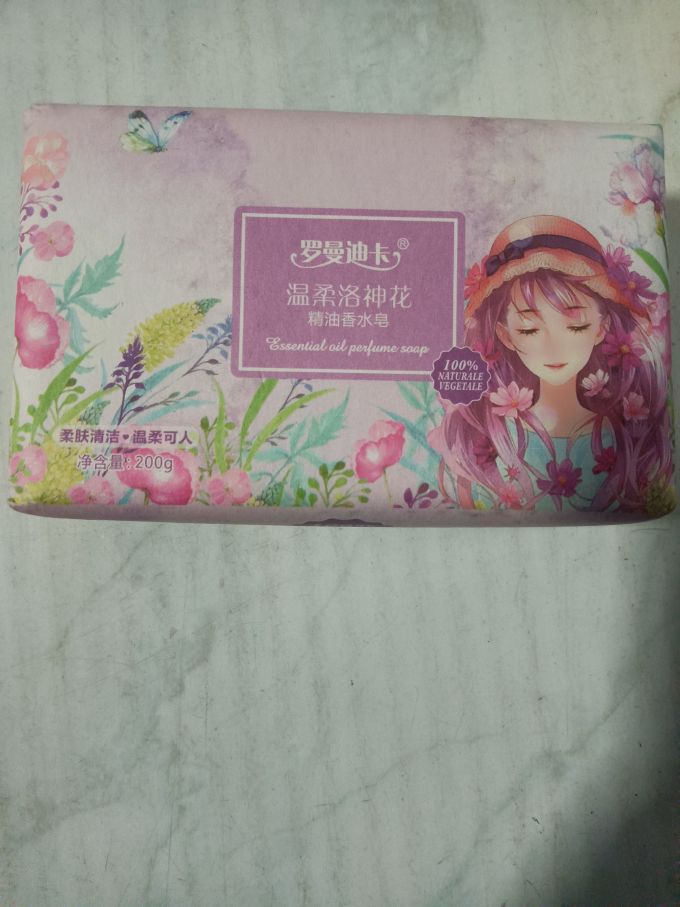 罗曼迪卡®
温柔洛神花
精油香水皂
Essential oil perfume soap
100%
NATURALE
VEGETALE
柔肤清洁♥温柔可人
净含量:200g